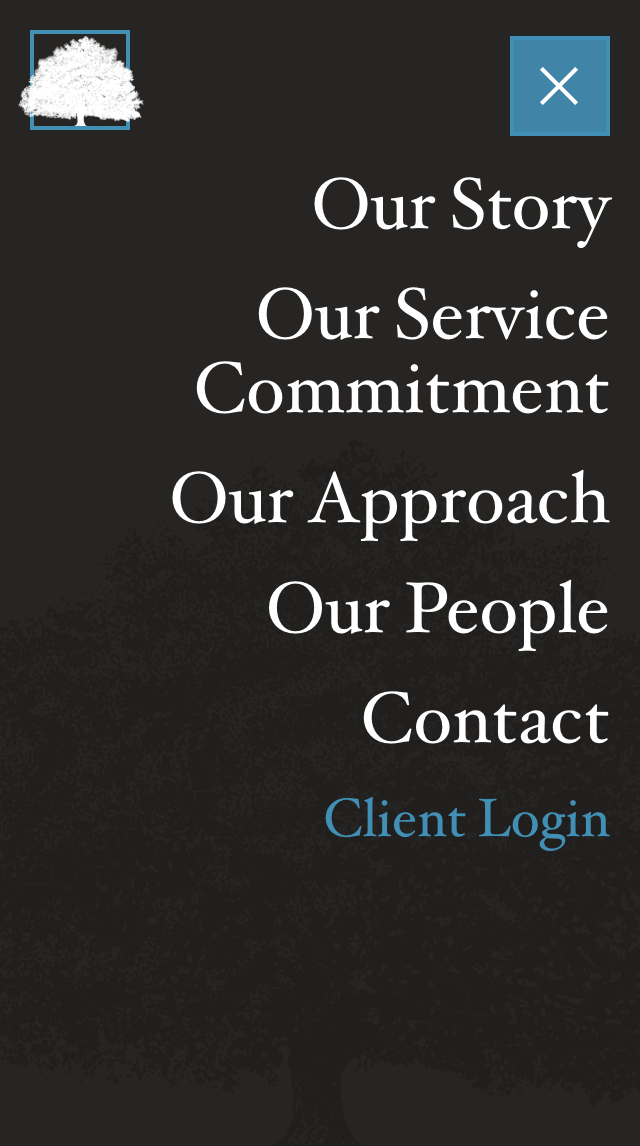 Our Story
Our Service
Commitment
Our Approach
Our People
Contact
Client Login